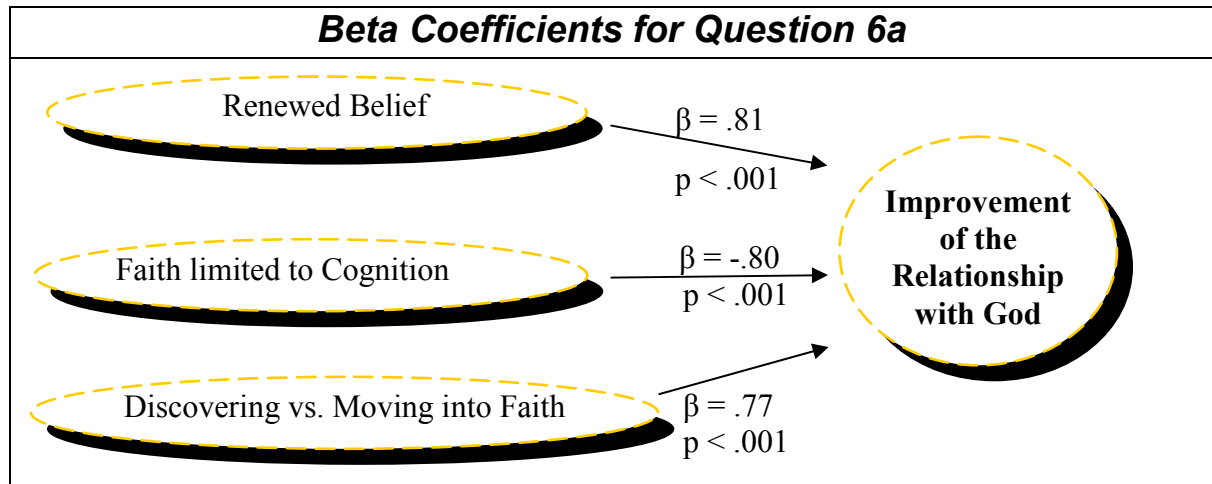 Beta Coefficients for Question 6a
Renewed Belief
β = .81
p < .001
Faith limited to Cognition
β = -.80
p < .001
Discovering vs. Moving into Faith
β = .77
p < .001
Improvement
of the
Relationship
with God